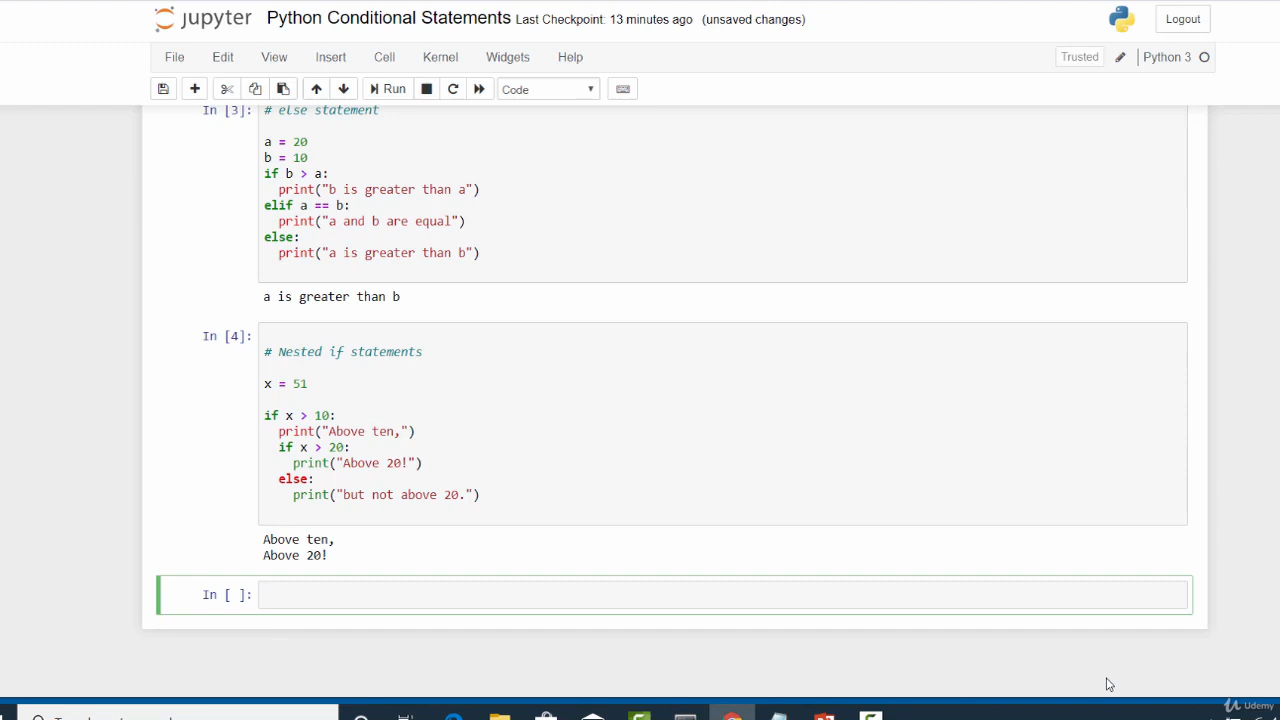 jupyter Python Conditional Statements Last Checkpoint: 13 minutes ago (unsaved changes) Logout
File Edit View Insert Cell Kernel Widgets Help Trusted Python 3
Run Code
In [3]: # else statement
a = 20
b = 10
if b > a:
print("b is greater than a")
elif a == b:
print("a and b are equal")
else:
print("a is greater than b")
a is greater than b
In [4]:
# Nested if statements
x = 51
if x > 10:
print("Above ten,")
if x > 20:
print("Above 20!")
else:
print("but not above 20.")
Above ten,
Above 20!
In [ ]:
Udemy